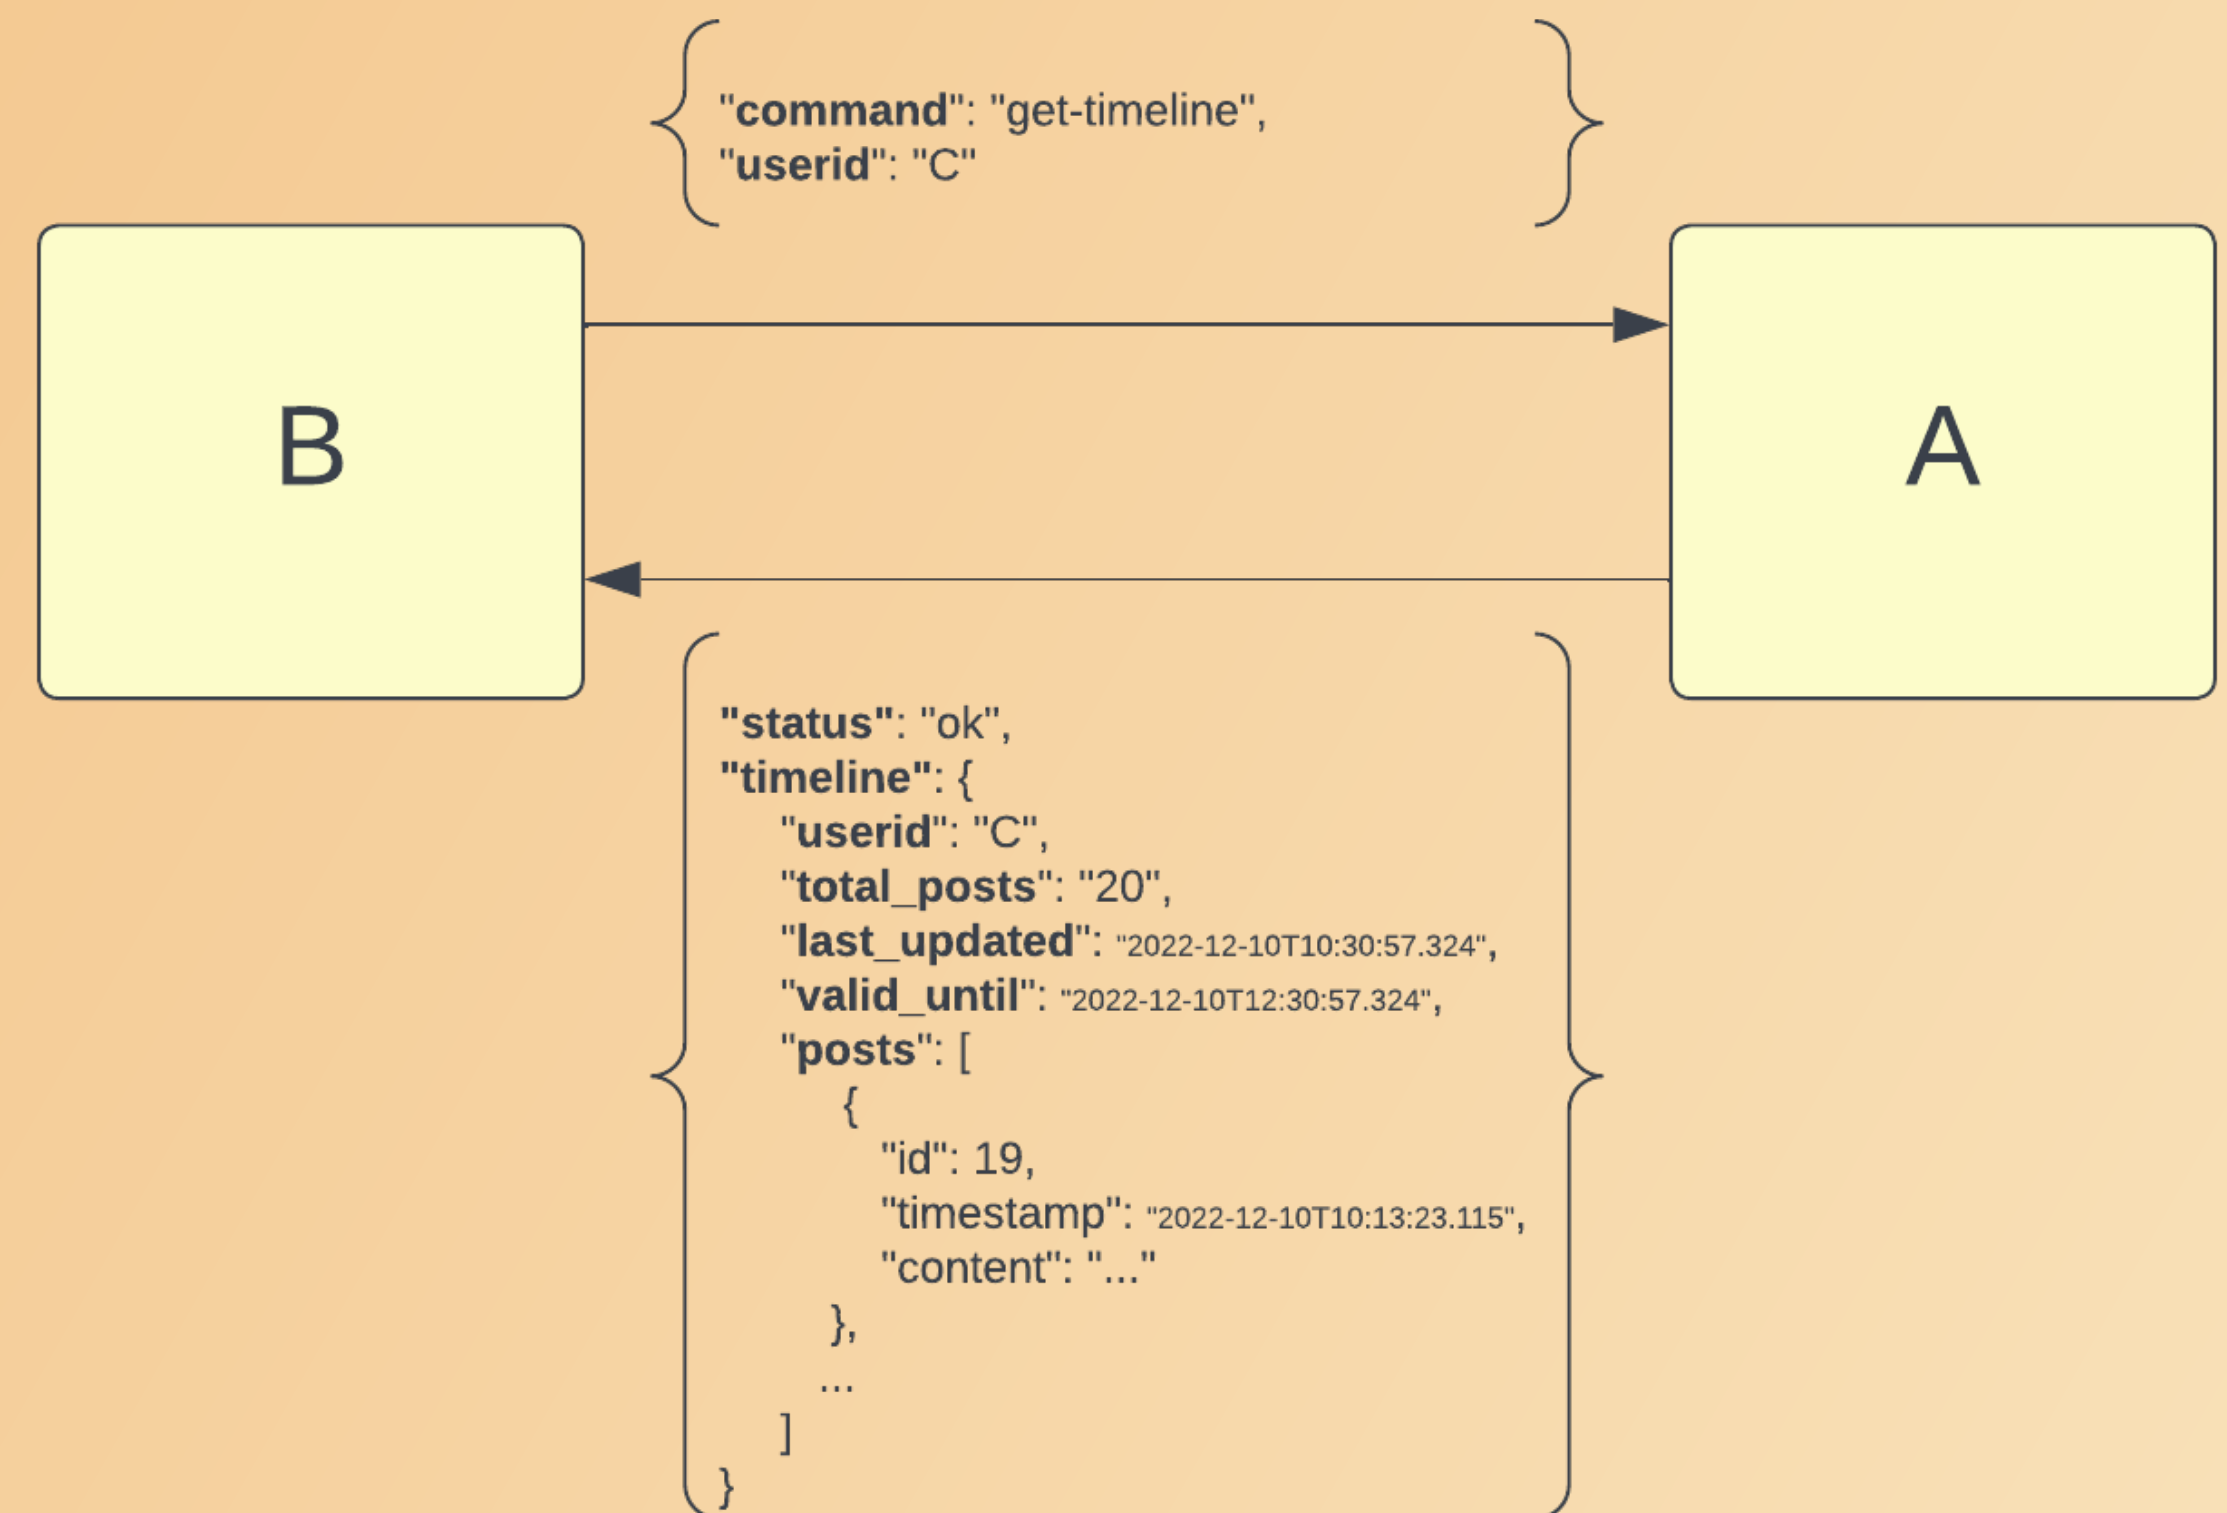 "command": "get-timeline",
"userid": "C"
B
A
"status": "ok",
"timeline": {
"userid": "C",
"total_posts": "20",
"last_updated": "2022-12-10T10:30:57.324",
"valid_until": "2022-12-10T12:30:57.324",
"posts": [
{
"id": 19,
"timestamp": "2022-12-10T10:13:23.115",
"content": "..."
},
...
]
}